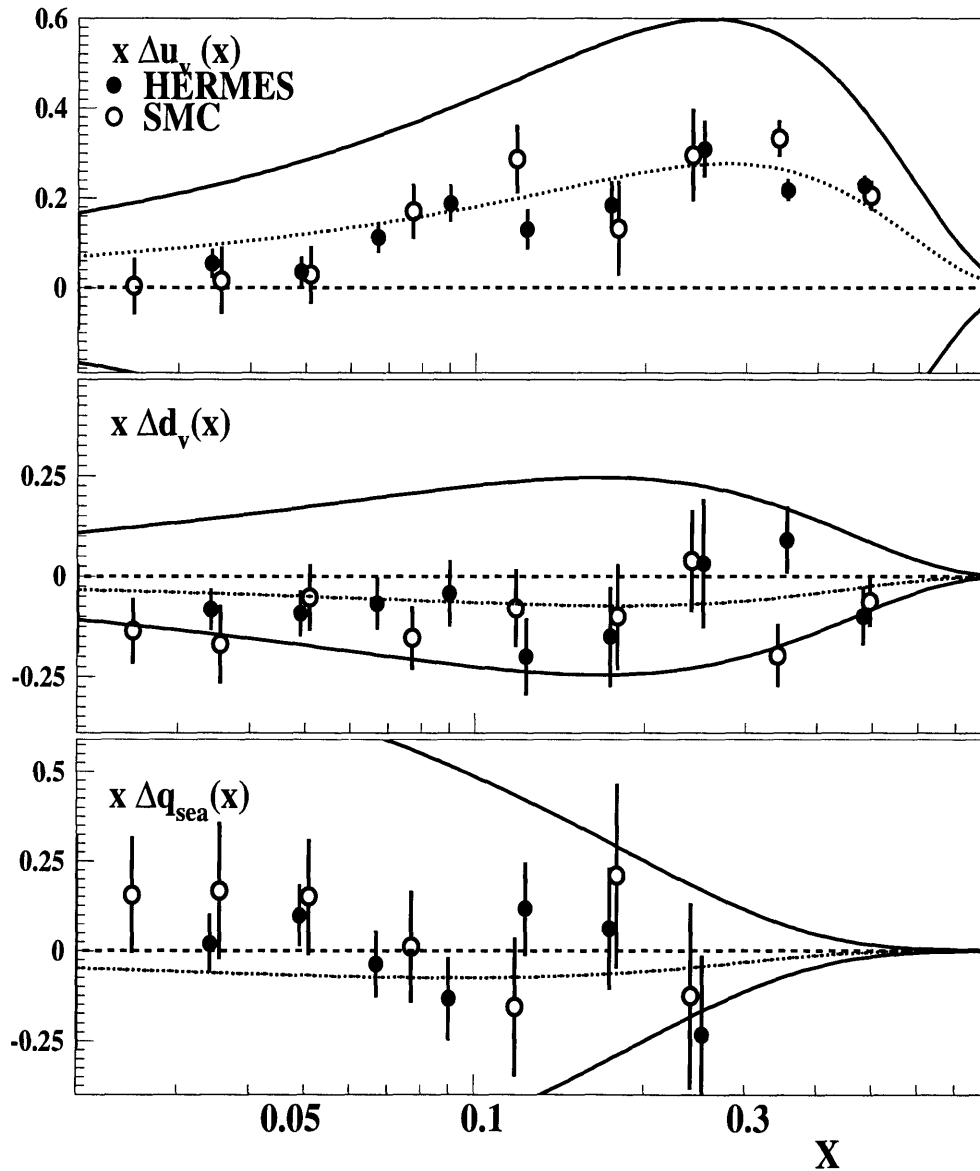 0.6
x Δu_v (x)
HERMES
SMC
0.4
0.2
0
x Δd_v(x)
0.25
0
-0.25
0.5
x Δq_sea(x)
0.25
0
-0.25
0.05 0.1 0.3
X